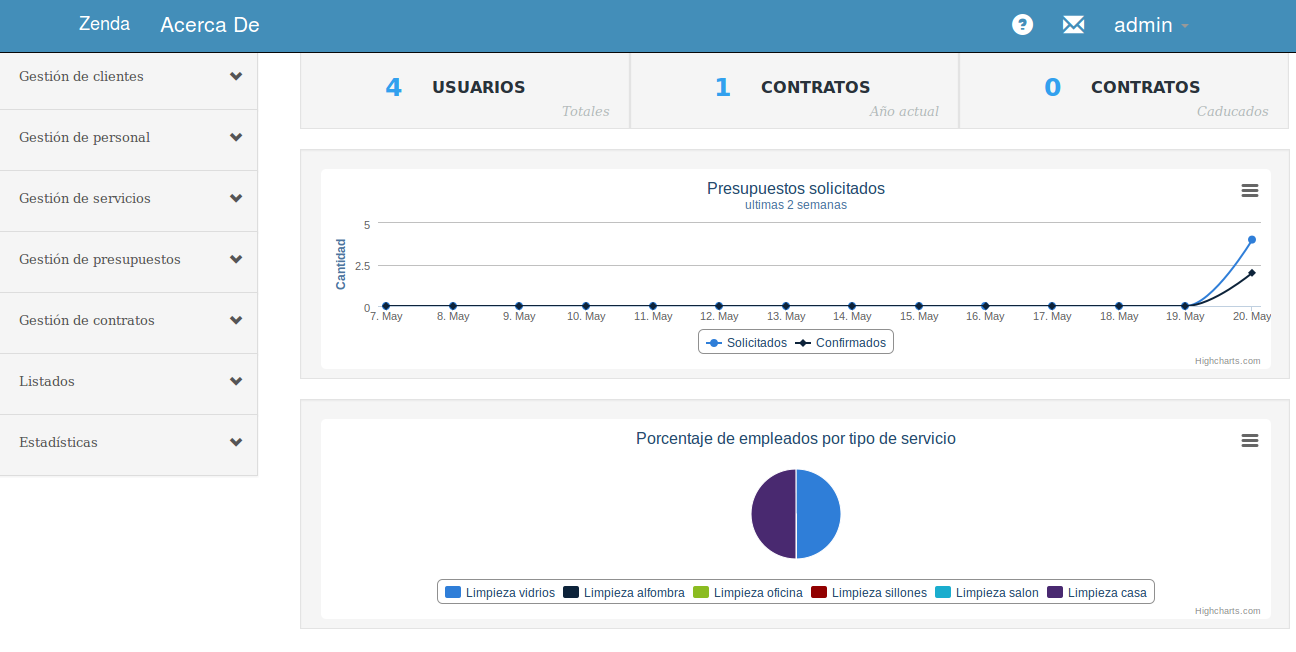 Zenda Acerca De ? admin
Gestión de clientes
Gestión de personal
Gestión de servicios
Gestión de presupuestos
Gestión de contratos
Listados
Estadísticas
4 USUARIOS
Totales
1 CONTRATOS
Año actual
0 CONTRATOS
Caducados
Presupuestos solicitados
ultimas 2 semanas
Cantidad
5
2.5
0
7. May 8. May 9. May 10. May 11. May 12. May 13. May 14. May 15. May 16. May 17. May 18. May 19. May 20. May
Solicitados Confirmados
Highcharts.com
Porcentaje de empleados por tipo de servicio
Limpieza vidrios Limpieza alfombra Limpieza oficina Limpieza sillones Limpieza salon Limpieza casa
Highcharts.com